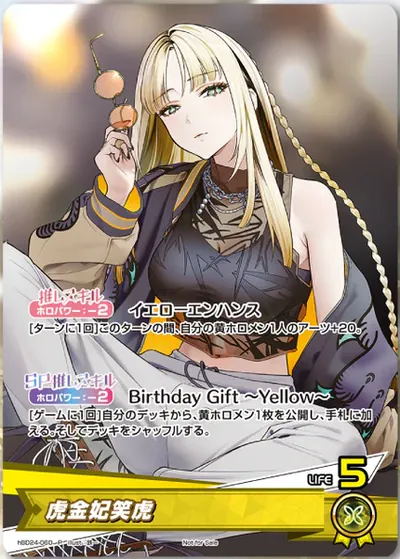 推しスキル
ホロパワー：-2
イエローエンハンス
[ターンに1回]このターンの間、自分の黄ホロメン1人のアーツ+20。
SP推しスキル
ホロパワー：-2
Birthday Gift ～Yellow～
[ゲームに1回]自分のデッキから、黄ホロメン1枚を公開し、手札に加
える。そしてデッキをシャッフルする。
LIFE 5
虎金妃笑虎
hBD24-060 P illust: Not for Sale